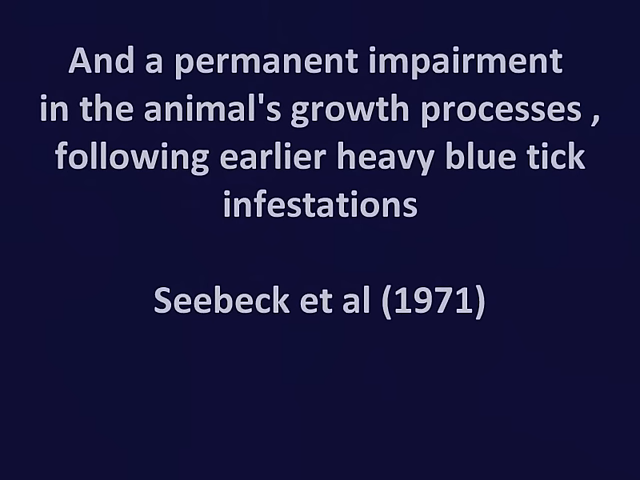 And a permanent impairment
in the animal's growth processes ,
following earlier heavy blue tick
infestations
Seebeck et al (1971)